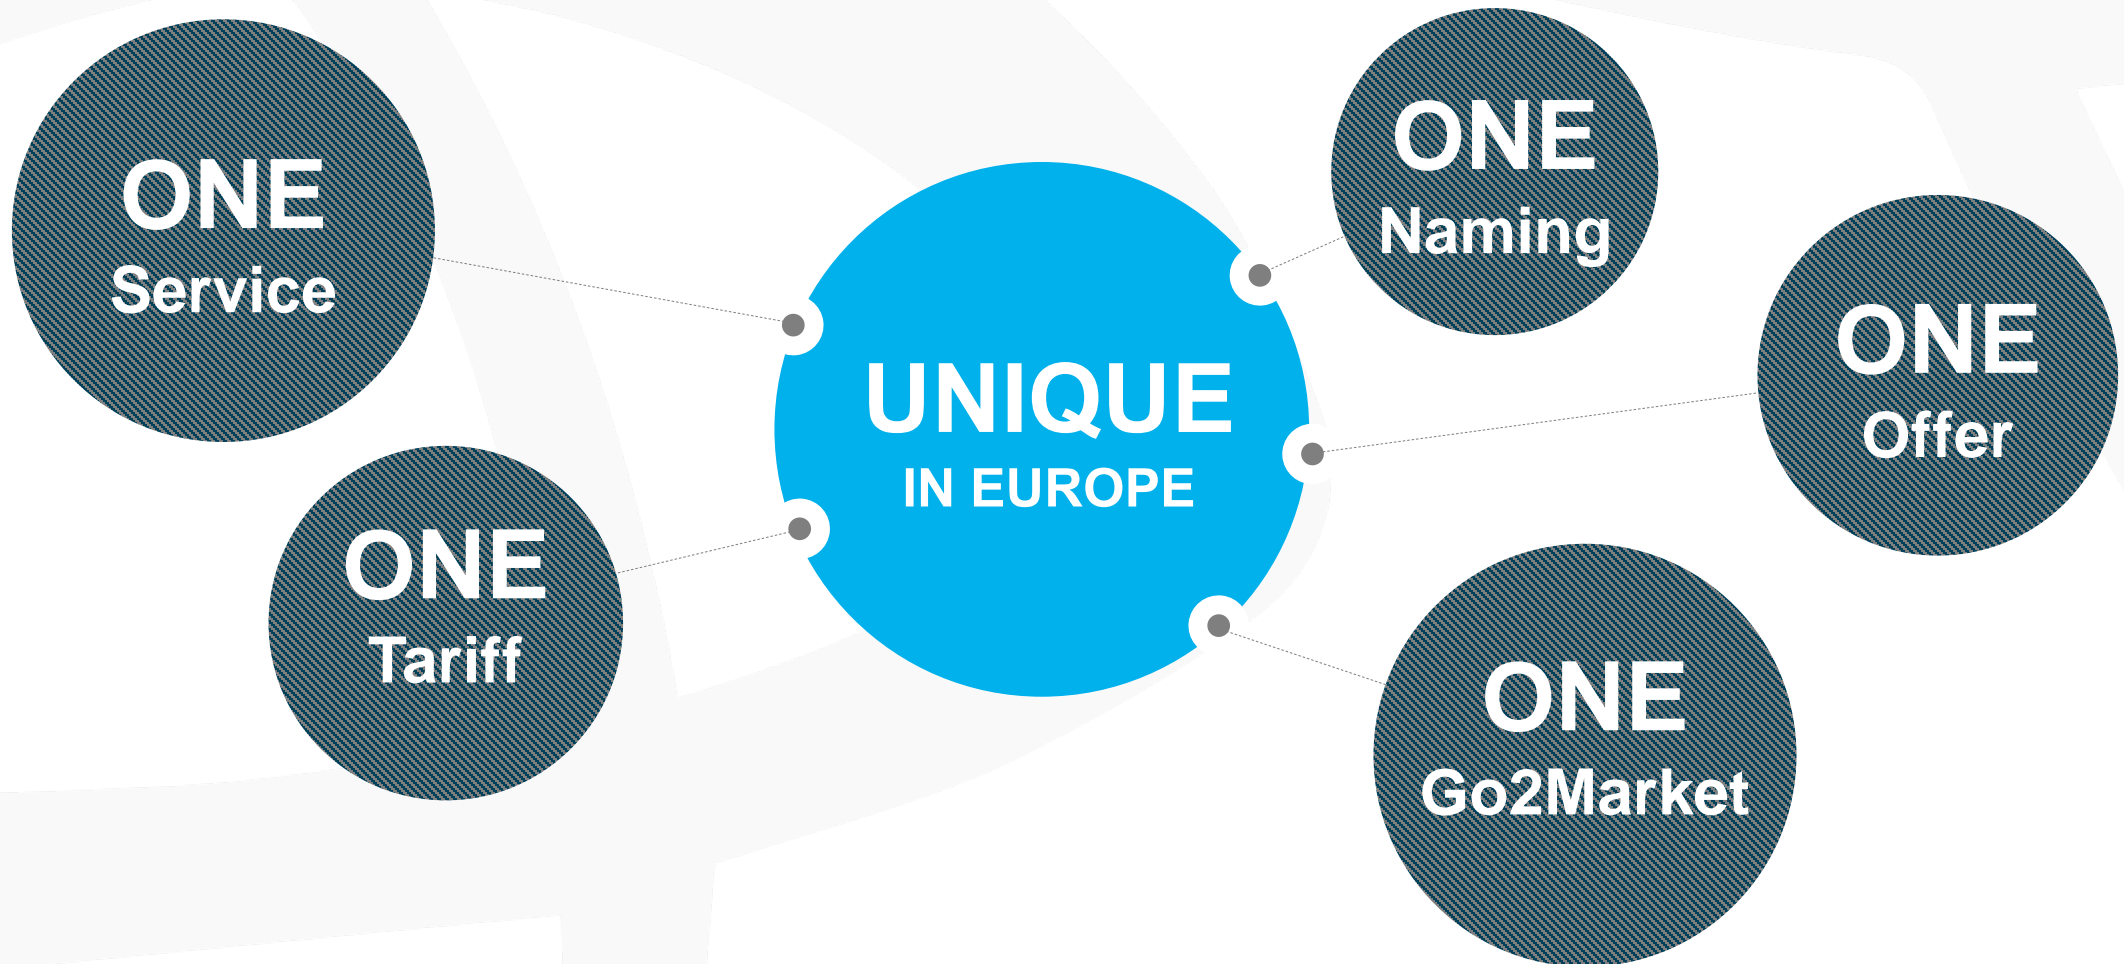 ONE
Service
ONE
Tariff
UNIQUE
IN EUROPE
ONE
Naming
ONE
Offer
ONE
Go2Market